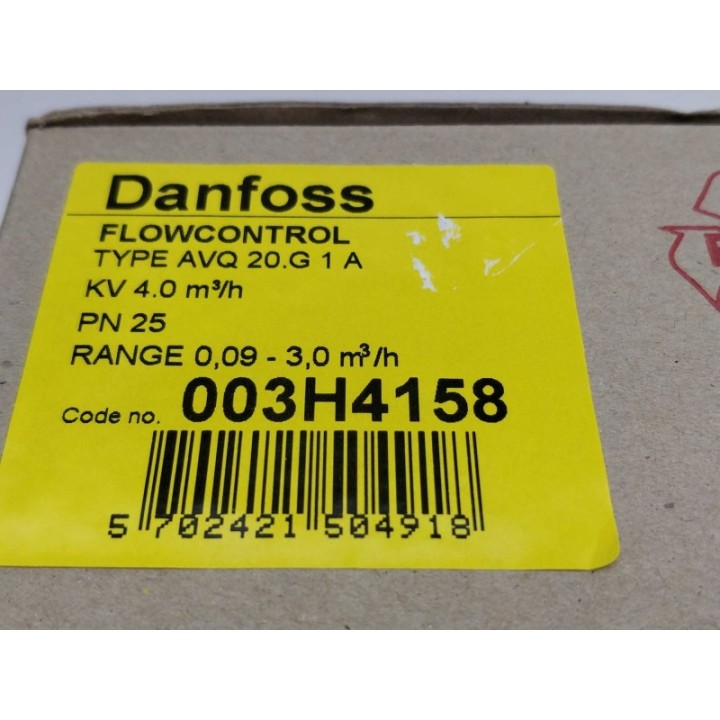 Danfoss
FLOWCONTROL
TYPE AVQ 20.G 1 A
KV 4.0 m³/h
PN 25
RANGE 0,09 - 3,0 m³/h
Code no. 003H4158
5 702421 504918